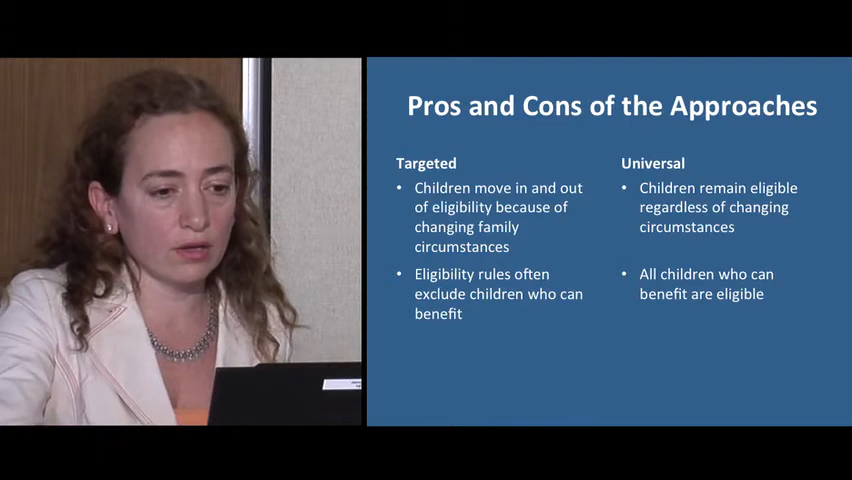 Pros and Cons of the Approaches
Targeted
• Children move in and out
of eligibility because of
changing family
circumstances
• Eligibility rules often
exclude children who can
benefit
Universal
• Children remain eligible
regardless of changing
circumstances
• All children who can
benefit are eligible